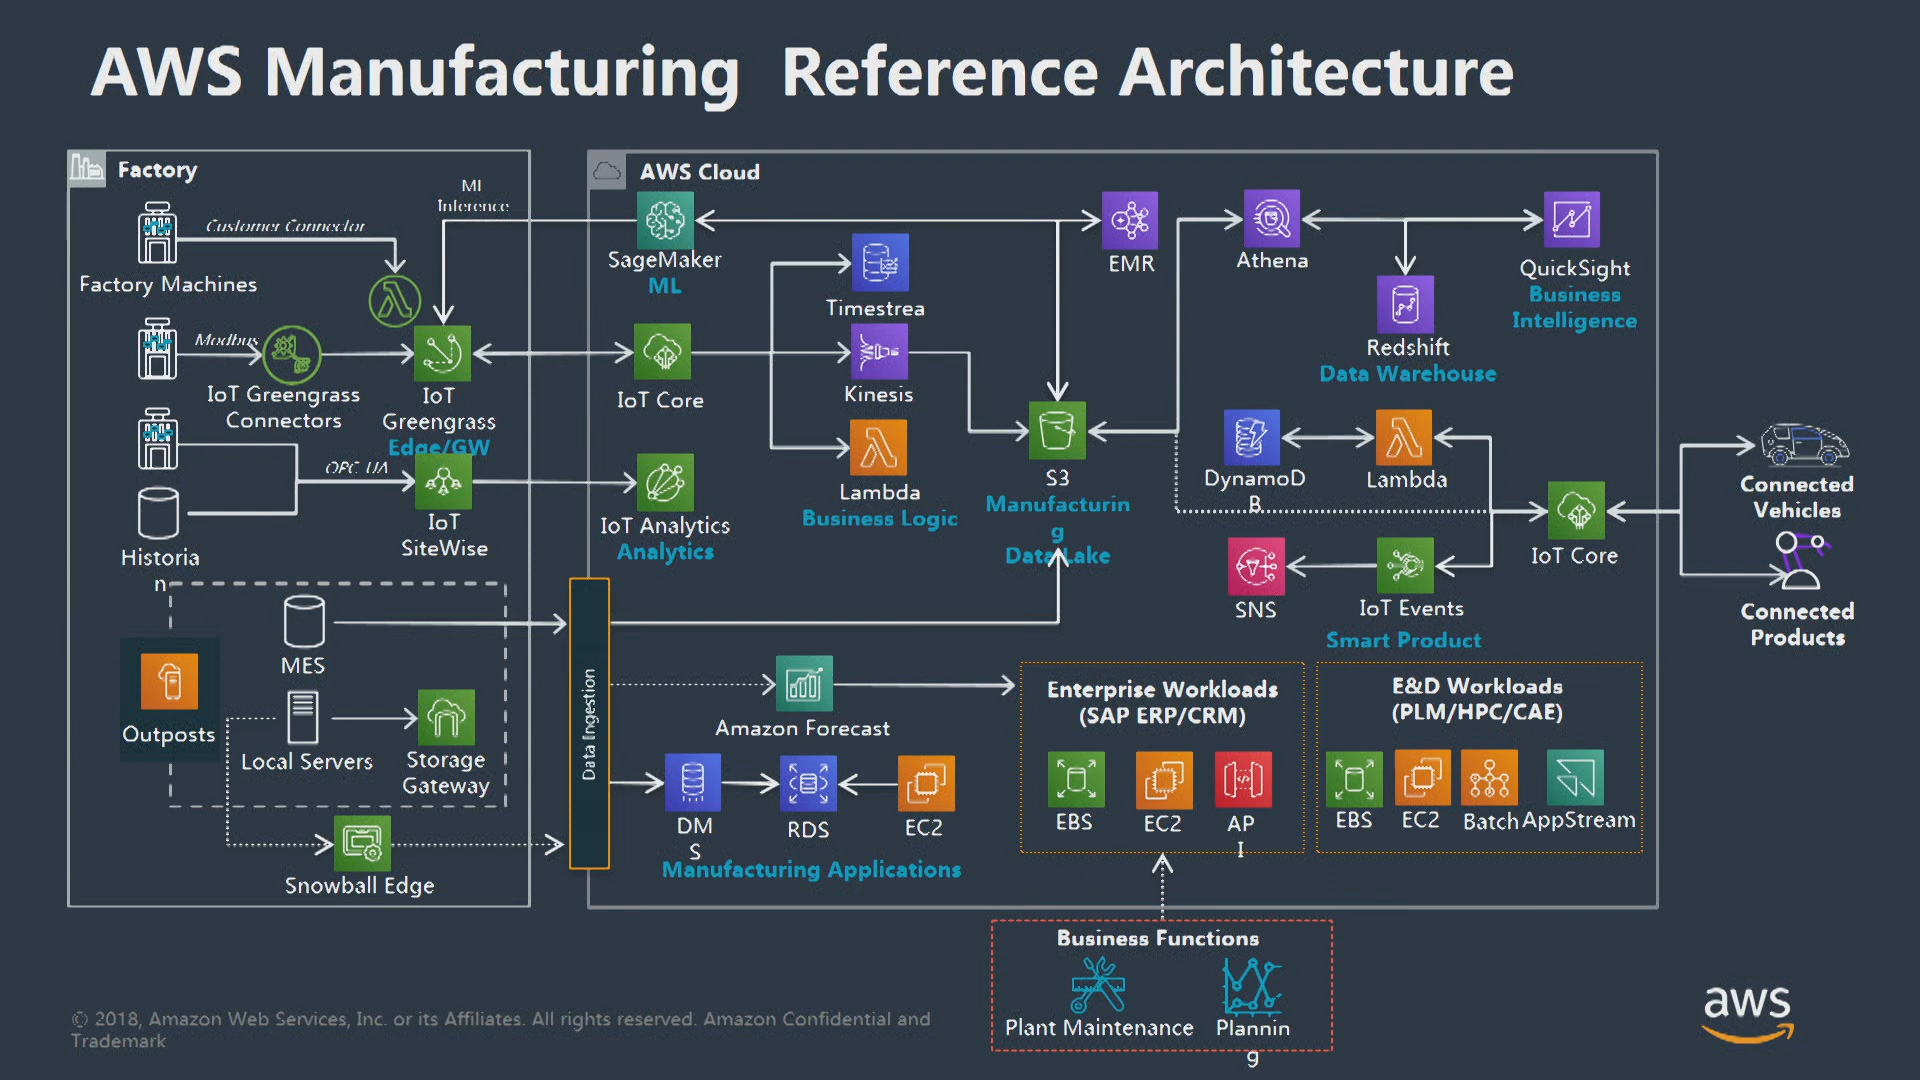 AWS Manufacturing Reference Architecture
Factory
AWS Cloud
Customer Connector
Factory Machines
Modbus
IoT Greengrass
Connectors
IoT
Greengrass
Edge/GW
OPC UA
IoT
SiteWise
Historia
n
MES
Outposts
Local Servers
Storage
Gateway
Snowball Edge
Data Ingestion
Inference
SageMaker
ML
IoT Core
IoT Analytics
Analytics
Timestrea
Kinesis
Lambda
Business Logic
S3
Manufacturin
g
Data Lake
EMR
Athena
Redshift
Data Warehouse
QuickSight
Business
Intelligence
DynamoD
B
Lambda
SNS
IoT Events
Smart Product
IoT Core
Connected
Vehicles
Connected
Products
Amazon Forecast
DM
S
RDS
EC2
Manufacturing Applications
Enterprise Workloads
(SAP ERP/CRM)
EBS
EC2
AP
I
E&D Workloads
(PLM/HPC/CAE)
EBS
EC2
Batch
AppStream
Business Functions
Plant Maintenance
Plannin
g
© 2018, Amazon Web Services, Inc. or its Affiliates. All rights reserved. Amazon Confidential and
Trademark
aws